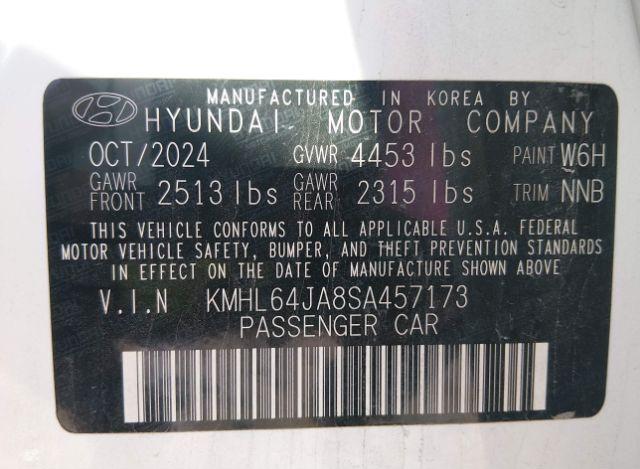 MANUFACTURED IN KOREA BY
HYUNDAI MOTOR COMPANY
OCT/2024 GVWR 4453 lbs PAINT W6H
GAWR FRONT 2513 lbs GAWR REAR 2315 lbs TRIM NNB
THIS VEHICLE CONFORMS TO ALL APPLICABLE U.S.A. FEDERAL
MOTOR VEHICLE SAFETY, BUMPER, AND THEFT PREVENTION STANDARDS
IN EFFECT ON THE DATE OF MANUFACTURE SHOWN ABOVE
V.I.N KMHL64JA8SA457173
PASSENGER CAR